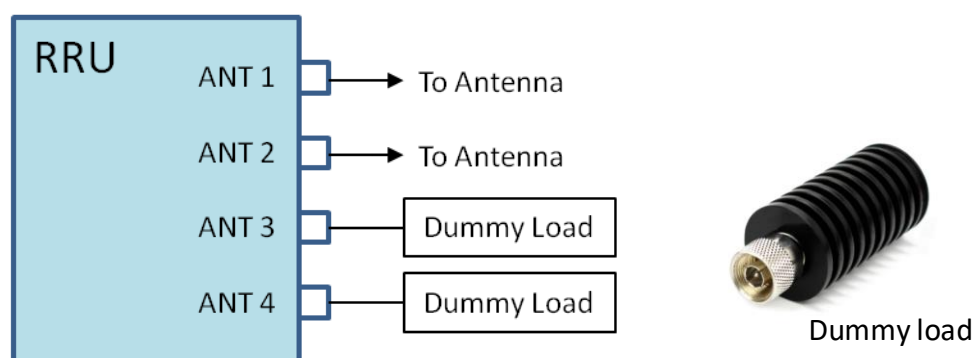 RRU
ANT 1
To Antenna
ANT 2
To Antenna
ANT 3
Dummy Load
ANT 4
Dummy Load
Dummy load